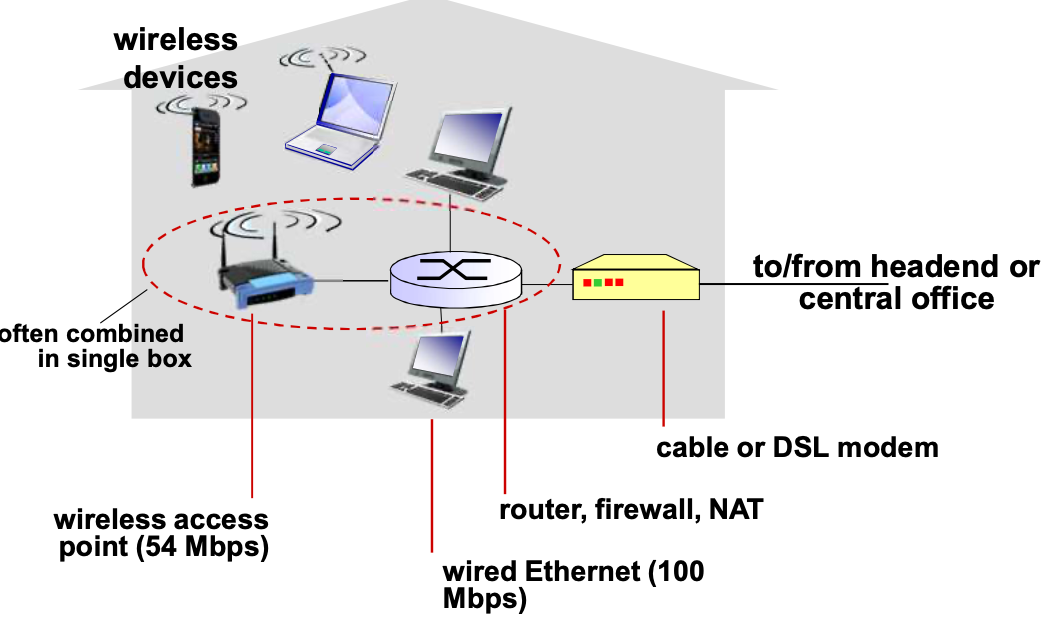 wireless
devices
to/from headend or
central office
often combined
in single box
cable or DSL modem
router, firewall, NAT
wireless access
point (54 Mbps)
wired Ethernet (100
Mbps)